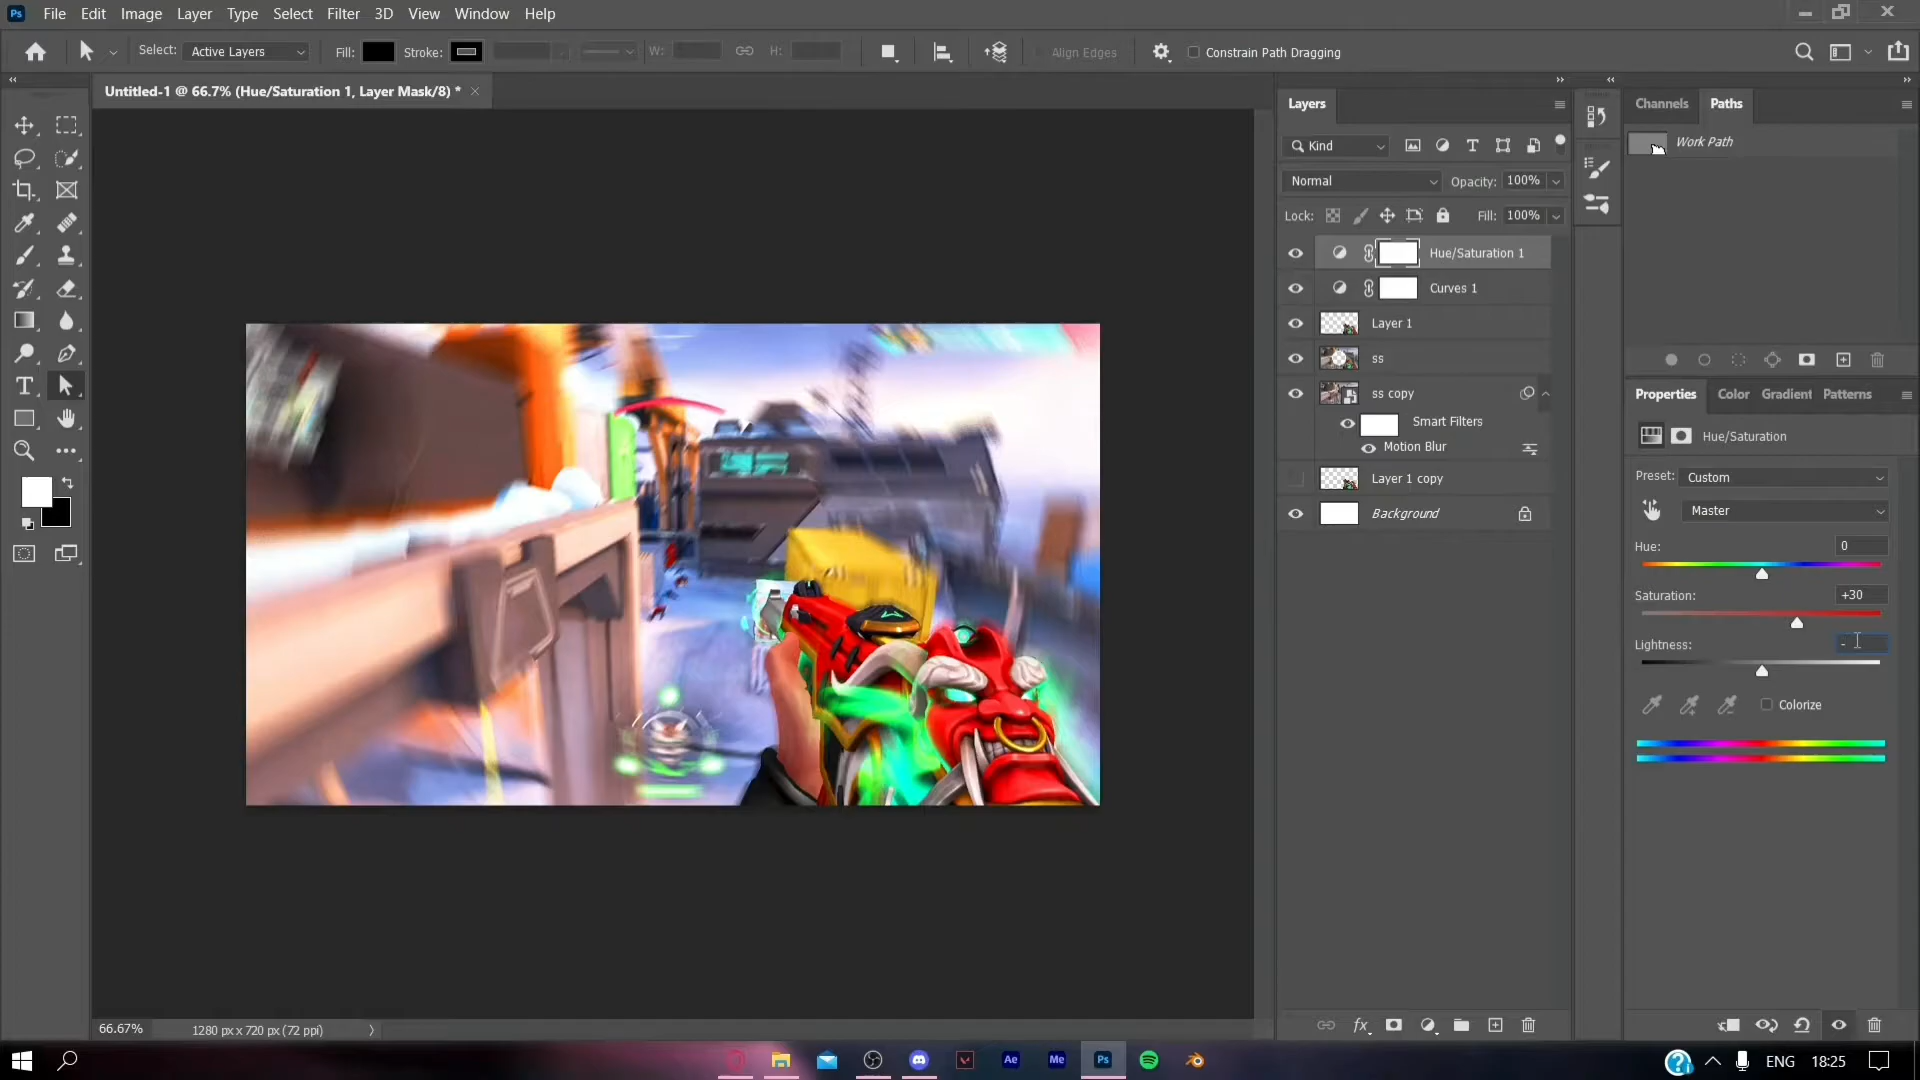 Ps File Edit Image Layer Type Select Filter 3D View Window Help
Select: Active Layers Fill: Stroke: W: H: Align Edges Constrain Path Dragging
Untitled-1 @ 66.7% (Hue/Saturation 1, Layer Mask/8) *
Layers
Channels Paths
Kind
Work Path
Normal Opacity: 100%
Lock: Fill: 100%
Hue/Saturation 1
Curves 1
Layer 1
ss
ss copy
Smart Filters
Motion Blur
Layer 1 copy
Background
Properties Color Gradient Patterns
Hue/Saturation
Preset: Custom
Master
Hue: 0
Saturation: +30
Lightness: -
Colorize
66.67% 1280 px x 720 px (72 ppi)
Ae Me Ps
ENG 18:25